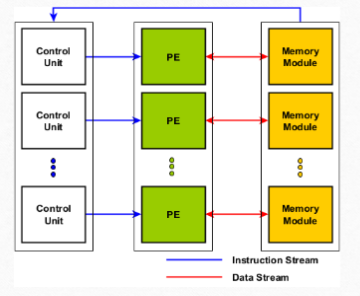 Control
Unit
PE
Memory
Module
Control
Unit
PE
Memory
Module
Control
Unit
PE
Memory
Module
Instruction Stream
Data Stream